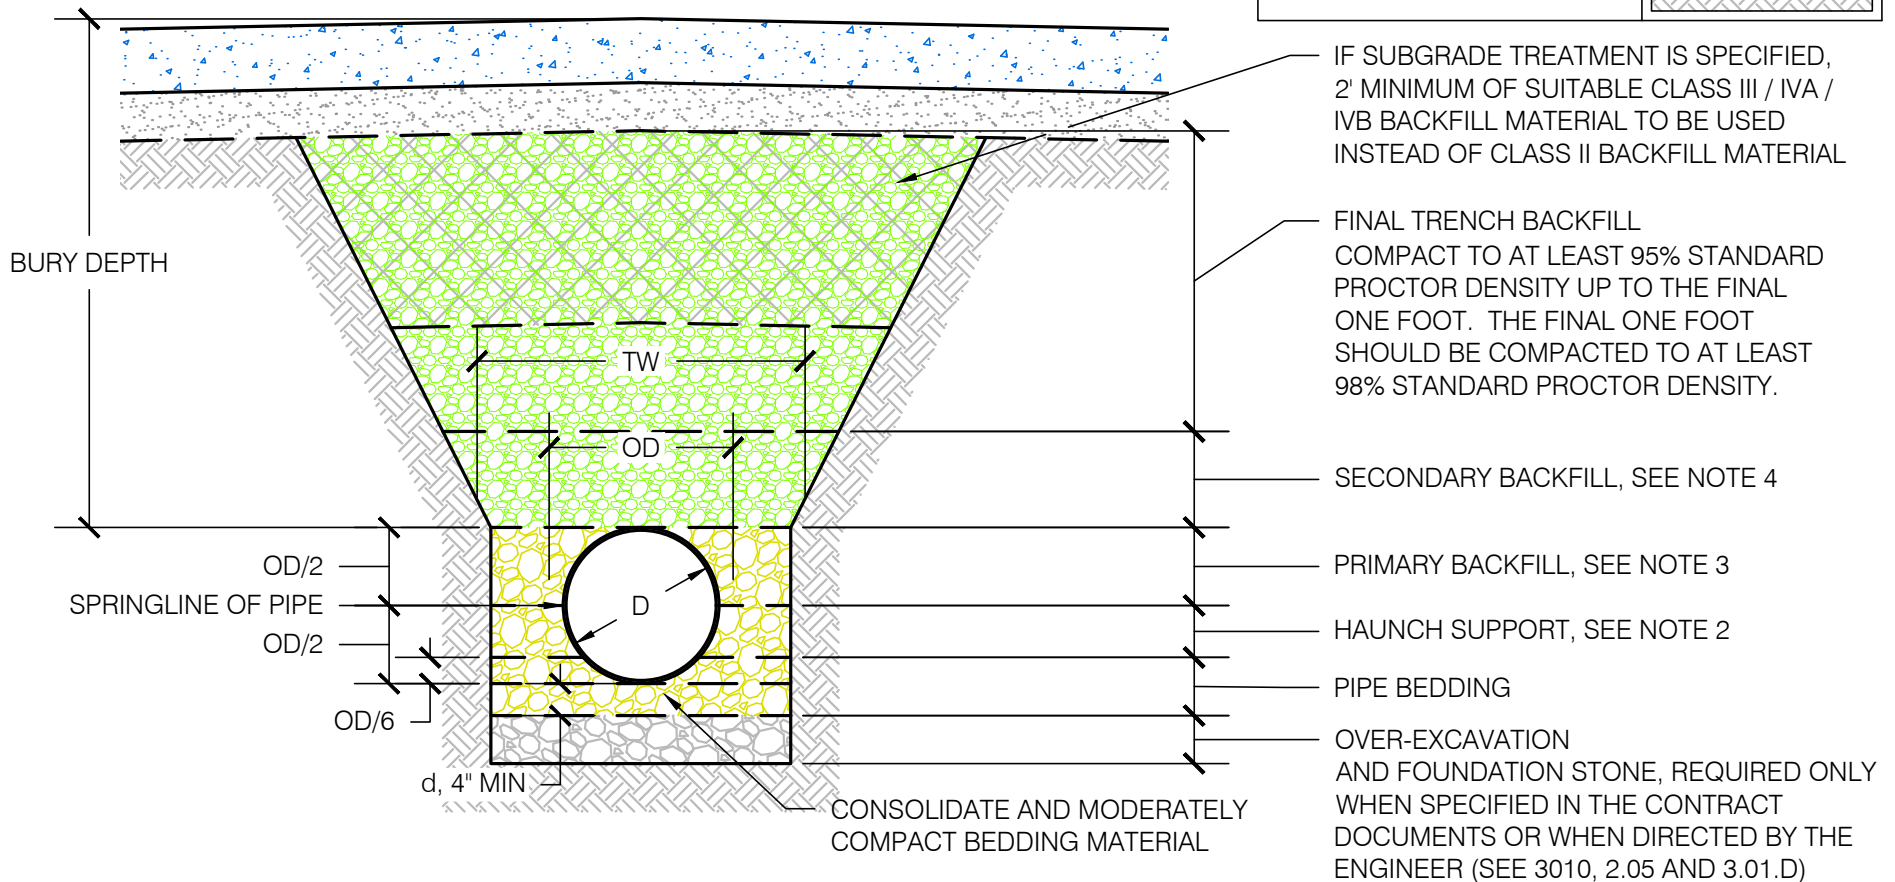 IF SUBGRADE TREATMENT IS SPECIFIED,
2' MINIMUM OF SUITABLE CLASS III / IVA /
IVB BACKFILL MATERIAL TO BE USED
INSTEAD OF CLASS II BACKFILL MATERIAL
FINAL TRENCH BACKFILL
COMPACT TO AT LEAST 95% STANDARD
PROCTOR DENSITY UP TO THE FINAL
ONE FOOT. THE FINAL ONE FOOT
SHOULD BE COMPACTED TO AT LEAST
98% STANDARD PROCTOR DENSITY.
BURY DEPTH
TW
OD
SECONDARY BACKFILL, SEE NOTE 4
OD/2
PRIMARY BACKFILL, SEE NOTE 3
SPRINGLINE OF PIPE
D
OD/2
HAUNCH SUPPORT, SEE NOTE 2
PIPE BEDDING
OD/6
OVER-EXCAVATION
AND FOUNDATION STONE, REQUIRED ONLY
WHEN SPECIFIED IN THE CONTRACT
DOCUMENTS OR WHEN DIRECTED BY THE
ENGINEER (SEE 3010, 2.05 AND 3.01.D)
d, 4" MIN
CONSOLIDATE AND MODERATELY
COMPACT BEDDING MATERIAL